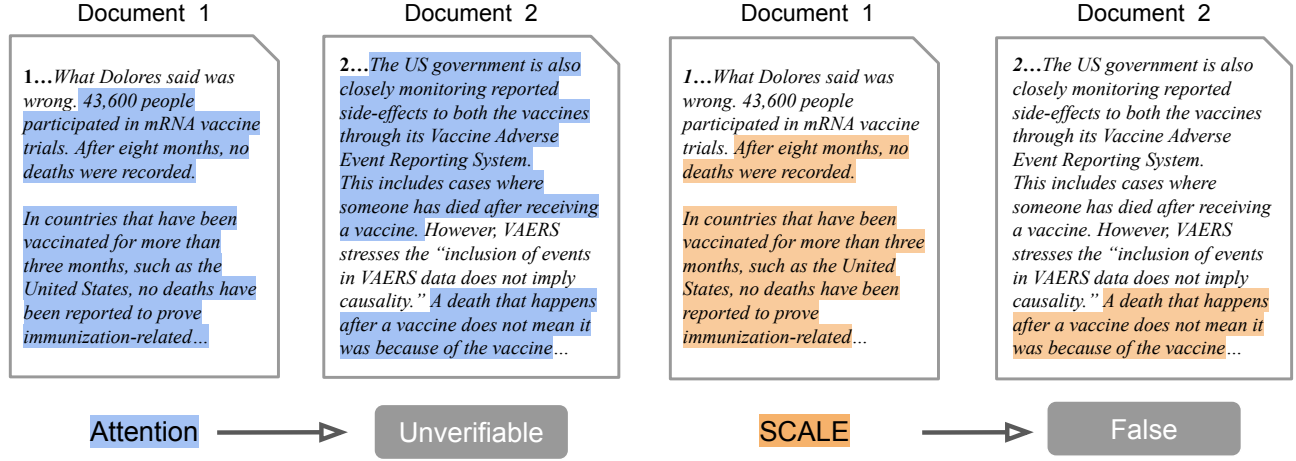 Document 1
1…What Dolores said was
wrong. 43,600 people
participated in mRNA vaccine
trials. After eight months, no
deaths were recorded.
In countries that have been
vaccinated for more than
three months, such as the
United States, no deaths have
been reported to prove
immunization-related…
Document 2
2…The US government is also
closely monitoring reported
side-effects to both the vaccines
through its Vaccine Adverse
Event Reporting System.
This includes cases where
someone has died after receiving
a vaccine. However, VAERS
stresses the “inclusion of events
in VAERS data does not imply
causality.” A death that happens
after a vaccine does not mean it
was because of the vaccine…
Attention
Unverifiable
Document 1
1…What Dolores said was
wrong. 43,600 people
participated in mRNA vaccine
trials. After eight months, no
deaths were recorded.
In countries that have been
vaccinated for more than three
months, such as the United
States, no deaths have been
reported to prove
immunization-related…
Document 2
2…The US government is also
closely monitoring reported
side-effects to both the vaccines
through its Vaccine Adverse
Event Reporting System.
This includes cases where
someone has died after receiving
a vaccine. However, VAERS
stresses the “inclusion of events
in VAERS data does not imply
causality.” A death that happens
after a vaccine does not mean it
was because of the vaccine…
SCALE
False